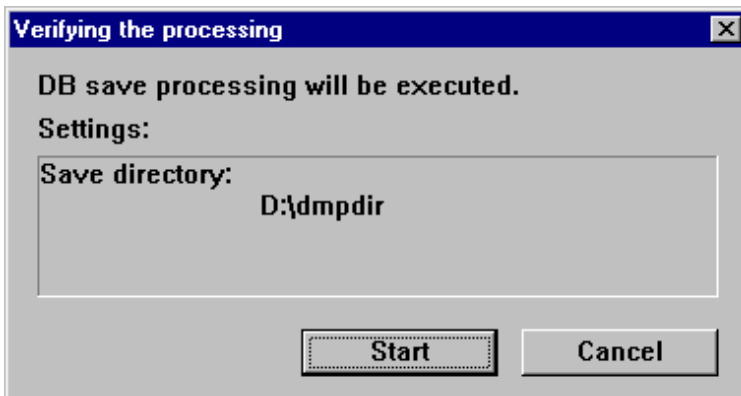 Verifying the processing
DB save processing will be executed.
Settings:
Save directory:
D:\dmpdir
Start Cancel